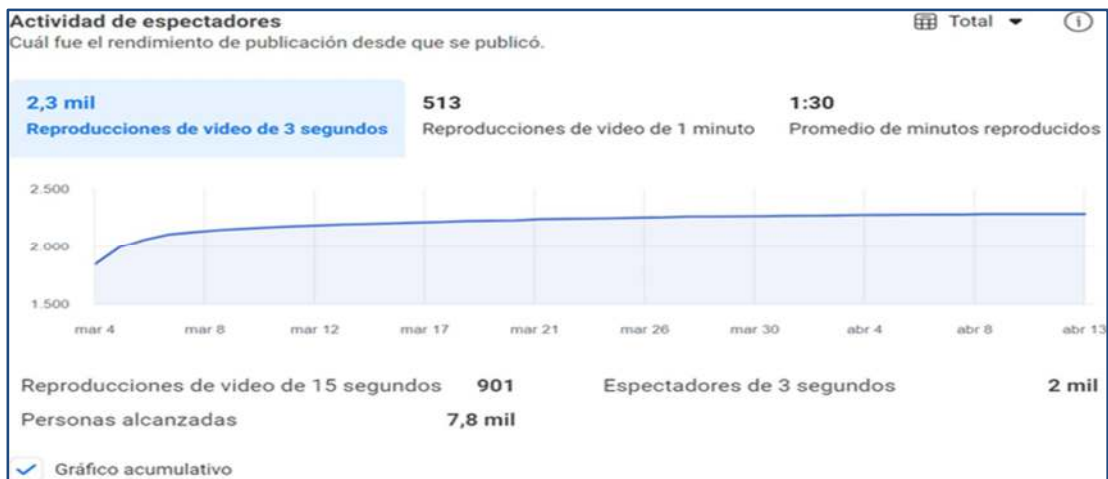 Actividad de espectadores
Total
Cuál fue el rendimiento de publicación desde que se publicó.
2,3 mil
513
1:30
Reproducciones de video de 3 segundos
Reproducciones de video de 1 minuto
Promedio de minutos reproducidos
2.500
2.000
1.500
mar 4 mar 8 mar 12 mar 17 mar 21 mar 26 mar 30 abr 4 abr 8 abr 13
Reproducciones de video de 15 segundos 901
Espectadores de 3 segundos 2 mil
Personas alcanzadas 7,8 mil
Gráfico acumulativo